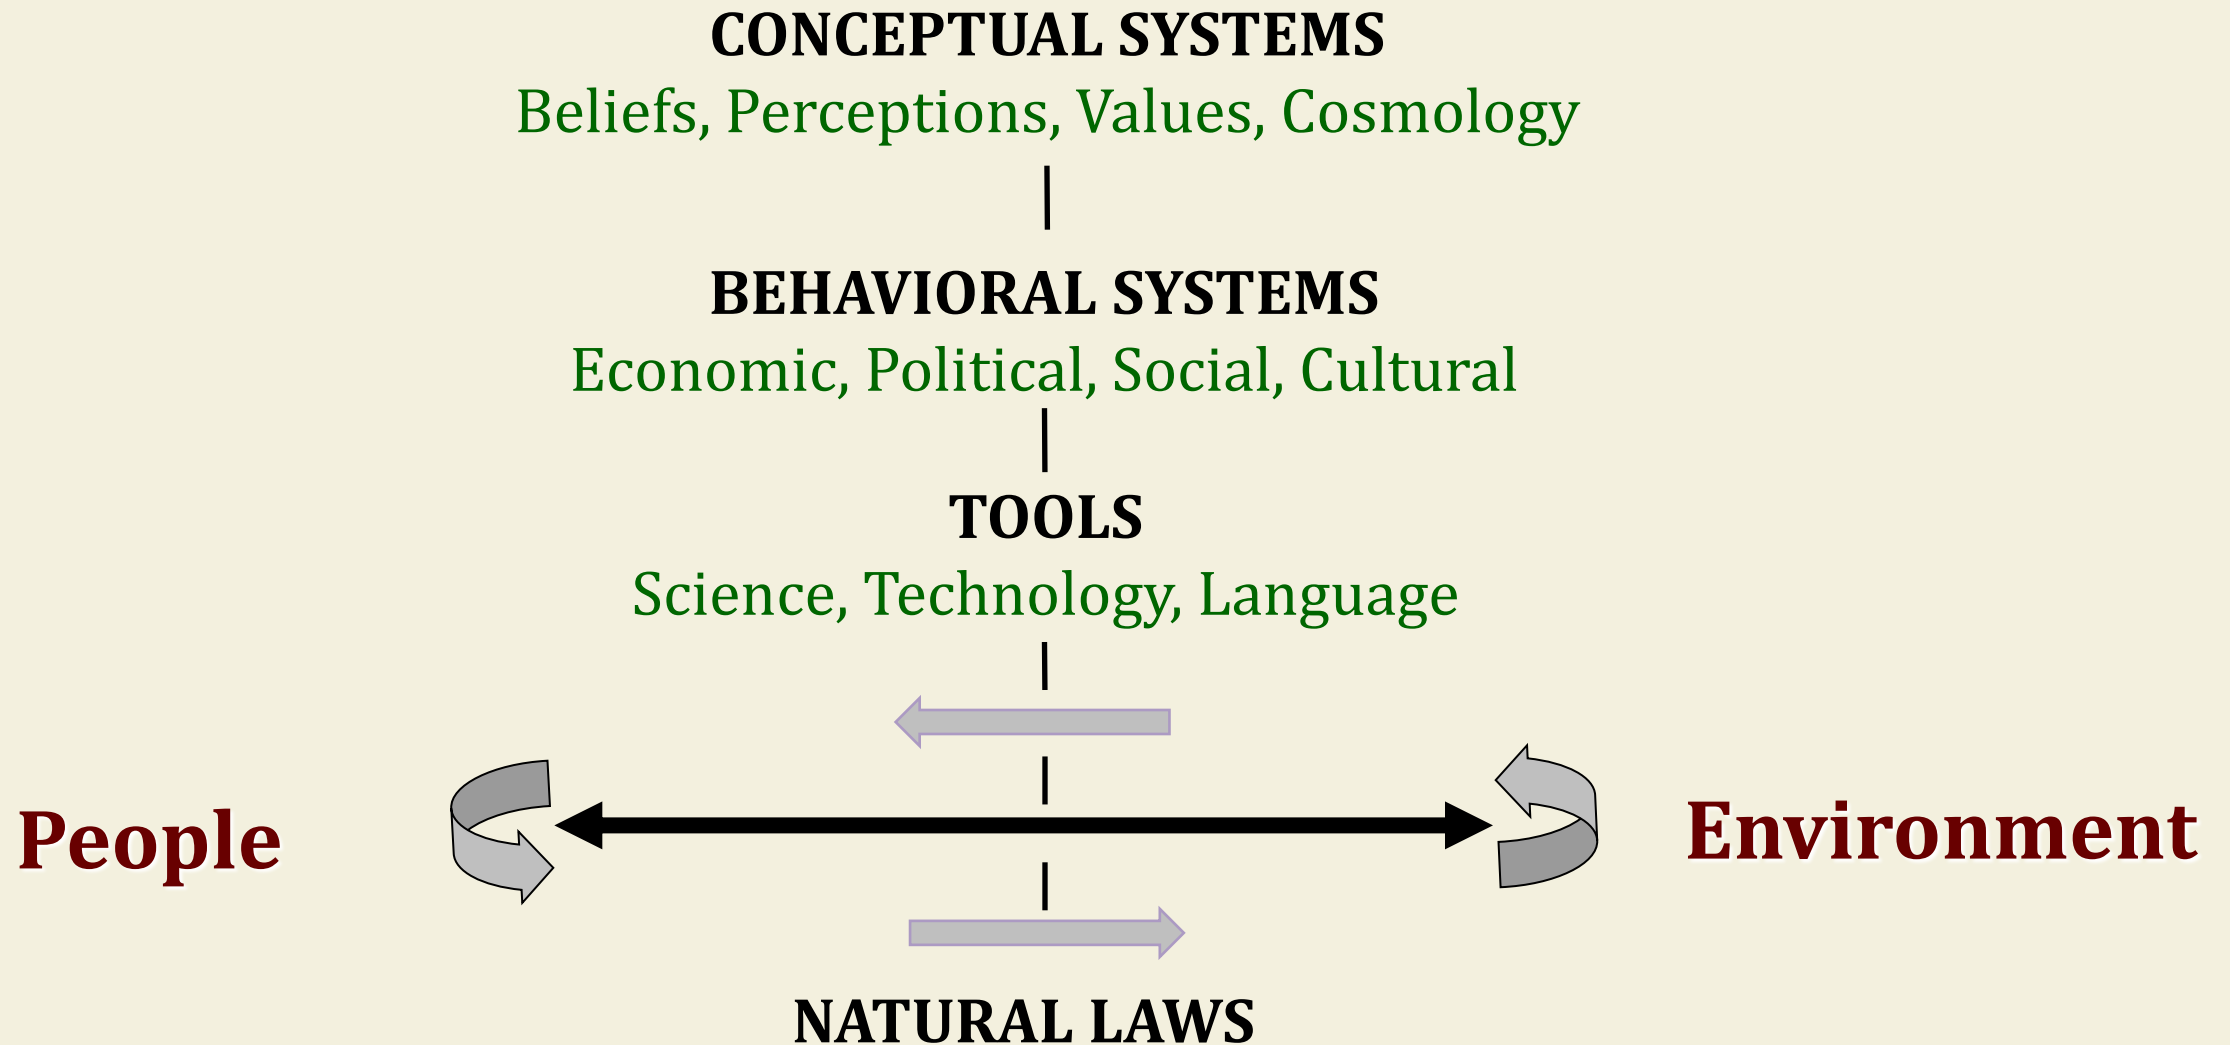 CONCEPTUAL SYSTEMS
Beliefs, Perceptions, Values, Cosmology
BEHAVIORAL SYSTEMS
Economic, Political, Social, Cultural
TOOLS
Science, Technology, Language
People
Environment
NATURAL LAWS